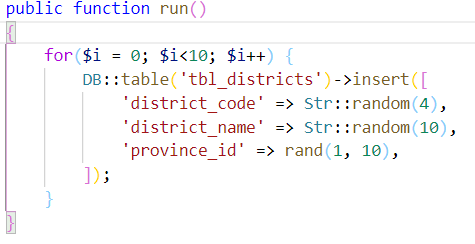 public function run()
{
    for($i = 0; $i<10; $i++) {
        DB::table('tbl_districts')->insert([
            'district_code' => Str::random(4),
            'district_name' => Str::random(10),
            'province_id' => rand(1, 10),
        ]);
    }
}